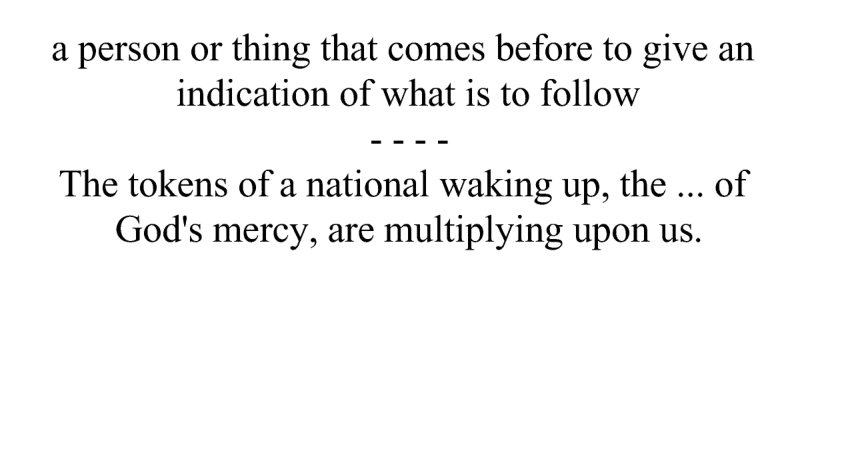 a person or thing that comes before to give an
indication of what is to follow
- - - -
The tokens of a national waking up, the ... of
God's mercy, are multiplying upon us.